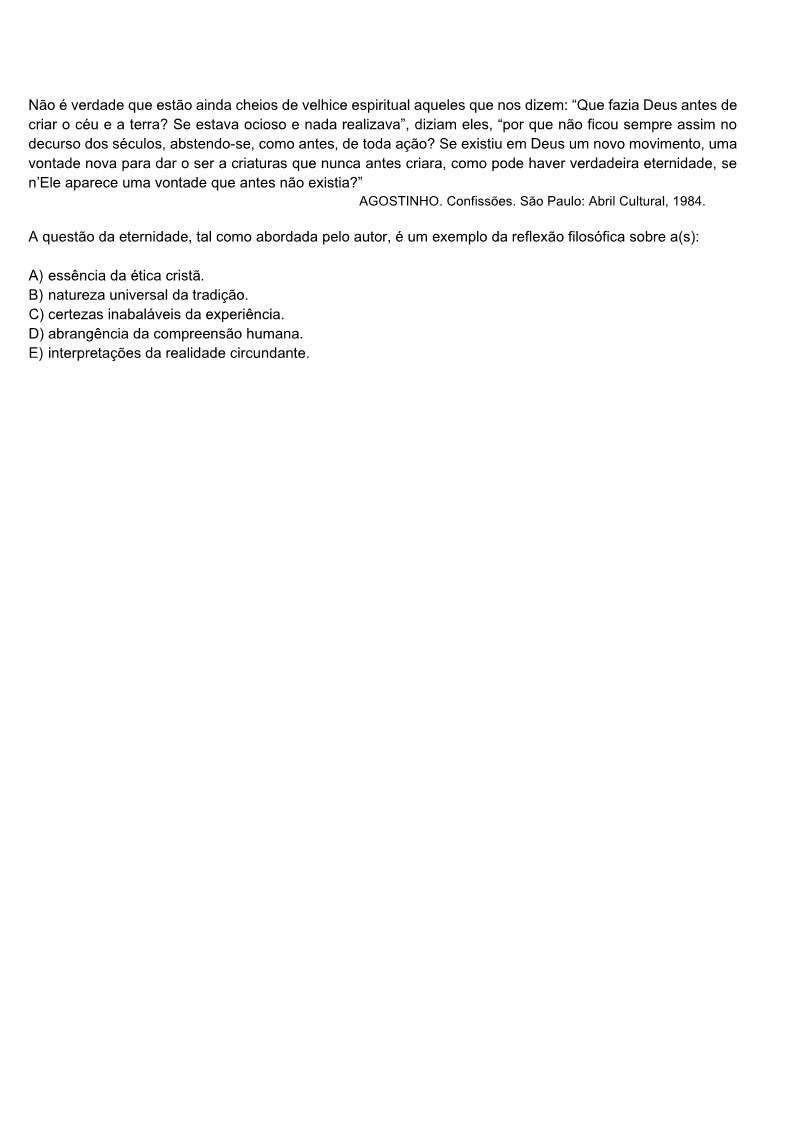 Não é verdade que estão ainda cheios de velhice espiritual aqueles que nos dizem: “Que fazia Deus antes de
criar o céu e a terra? Se estava ocioso e nada realizava”, diziam eles, “por que não ficou sempre assim no
decurso dos séculos, abstendo-se, como antes, de toda ação? Se existiu em Deus um novo movimento, uma
vontade nova para dar o ser a criaturas que nunca antes criara, como pode haver verdadeira eternidade, se
n’Ele aparece uma vontade que antes não existia?”
AGOSTINHO. Confissões. São Paulo: Abril Cultural, 1984.
A questão da eternidade, tal como abordada pelo autor, é um exemplo da reflexão filosófica sobre a(s):
A) essência da ética cristã.
B) natureza universal da tradição.
C) certezas inabaláveis da experiência.
D) abrangência da compreensão humana.
E) interpretações da realidade circundante.